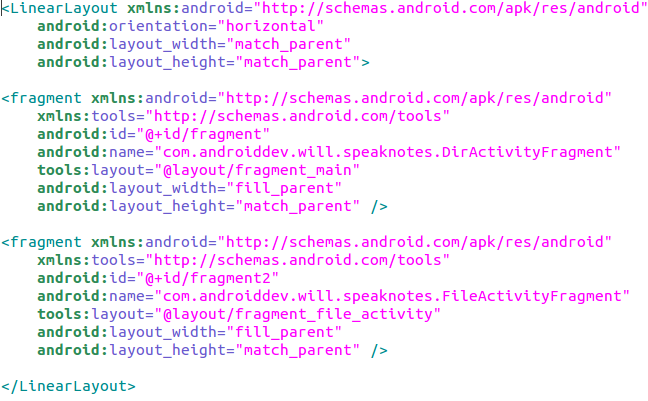 <LinearLayout xmlns:android="http://schemas.android.com/apk/res/android"
    android:orientation="horizontal"
    android:layout_width="match_parent"
    android:layout_height="match_parent">

<fragment xmlns:android="http://schemas.android.com/apk/res/android"
    xmlns:tools="http://schemas.android.com/tools"
    android:id="@+id/fragment"
    android:name="com.androiddev.will.speaknotes.DirActivityFragment"
    tools:layout="@layout/fragment_main"
    android:layout_width="fill_parent"
    android:layout_height="match_parent" />

<fragment xmlns:android="http://schemas.android.com/apk/res/android"
    xmlns:tools="http://schemas.android.com/tools"
    android:id="@+id/fragment2"
    android:name="com.androiddev.will.speaknotes.FileActivityFragment"
    tools:layout="@layout/fragment_file_activity"
    android:layout_width="fill_parent"
    android:layout_height="match_parent" />

</LinearLayout>